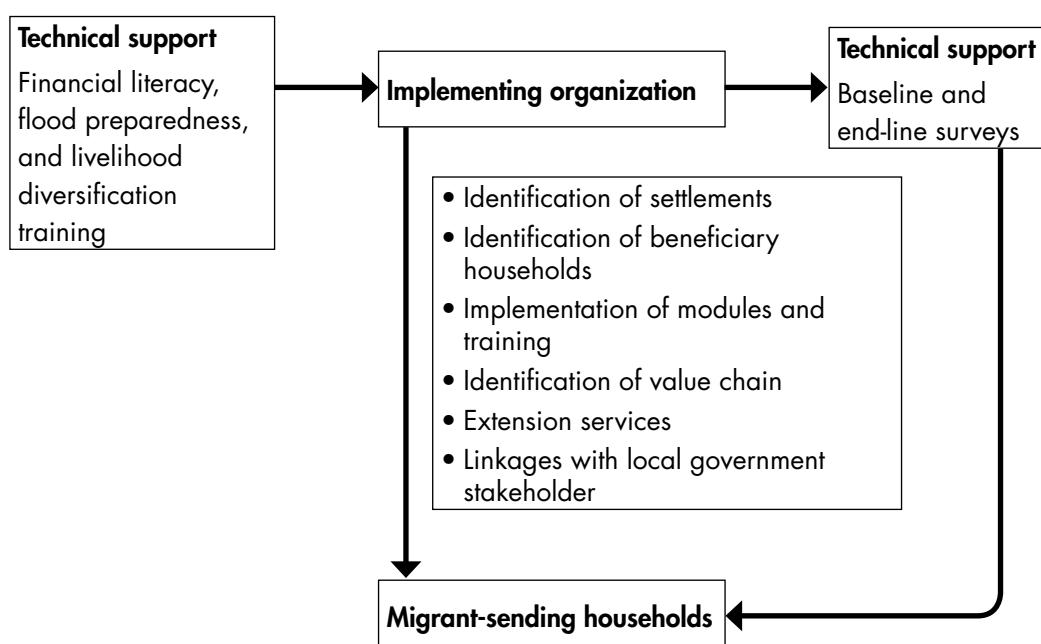 Technical support
Financial literacy,
flood preparedness,
and livelihood
diversification
training
Implementing organization
Technical support
Baseline and
end-line surveys
• Identification of settlements
• Identification of beneficiary
households
• Implementation of modules and
training
• Identification of value chain
• Extension services
• Linkages with local government
stakeholder
Migrant-sending households